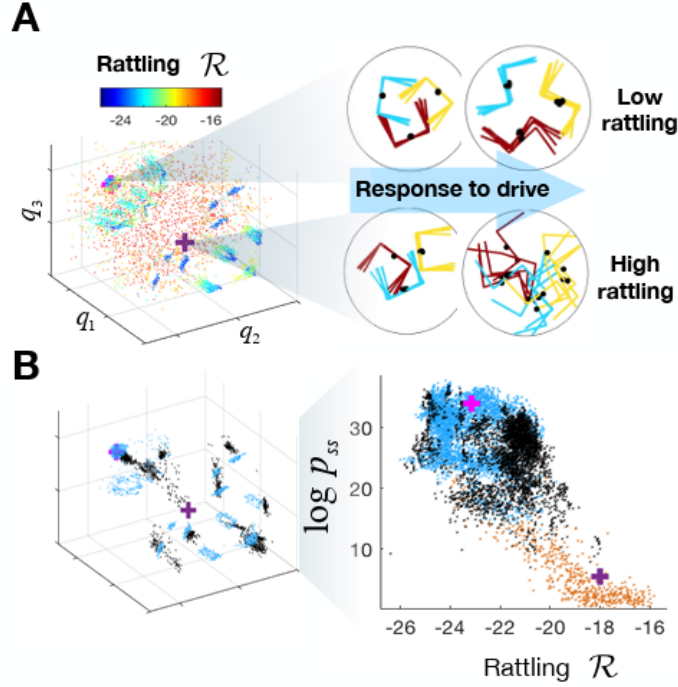 A
Rattling R
-24 -20 -16
q3
q1
q2
Low
rattling
Response to drive
High
rattling
B
log pss
30
20
10
-26 -24 -22 -20 -18 -16
Rattling R